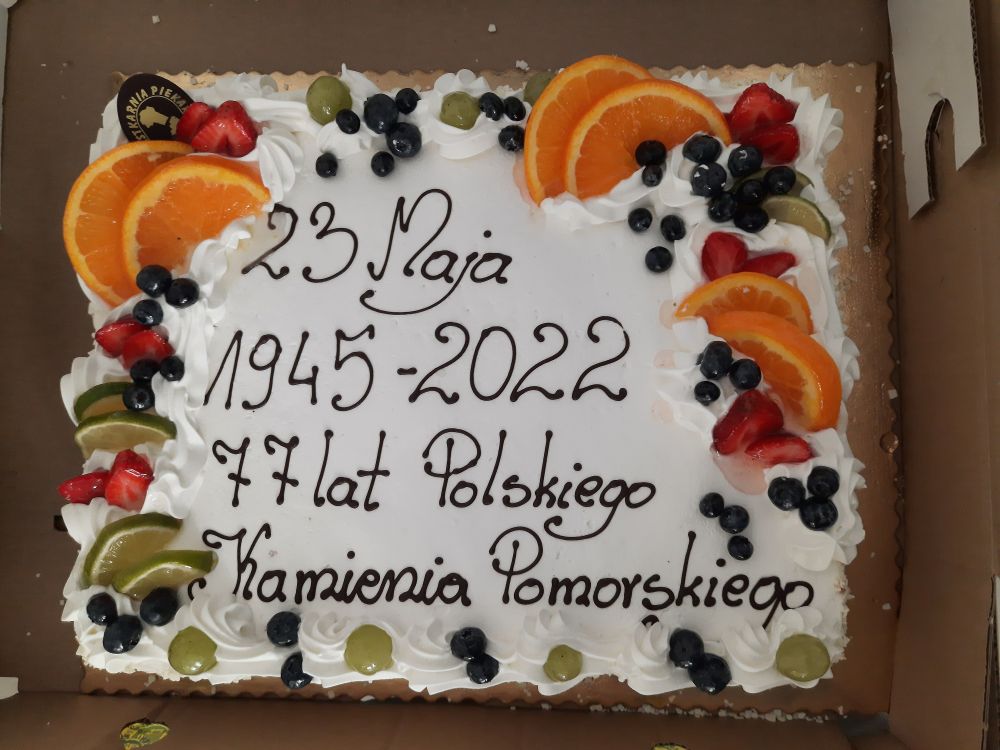 23 Maja
1945-2022
77 lat Polskiego
Kamienia Pomorskiego